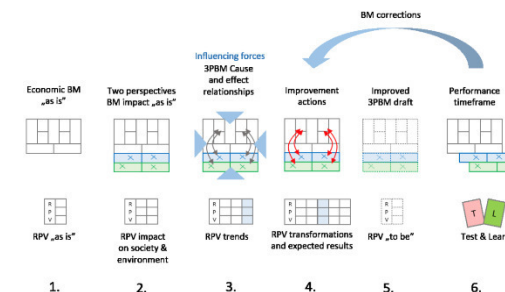 BM corrections
Influencing forces
Economic BM
„as is"
Two perspectives
BM impact „as is"
3PBM Cause
and effect
relationships
Improvement
actions
Improved
3PBM draft
Performance
timeframe
R
P
V
R
P
V
R
P
V
R
P
V
R
P
V
T
L
RPV „as is"
RPV impact
on society &
environment
RPV trends
RPV transformations
and expected results
RPV „to be"
Test & Lear
1.
2.
3.
4.
5.
6.